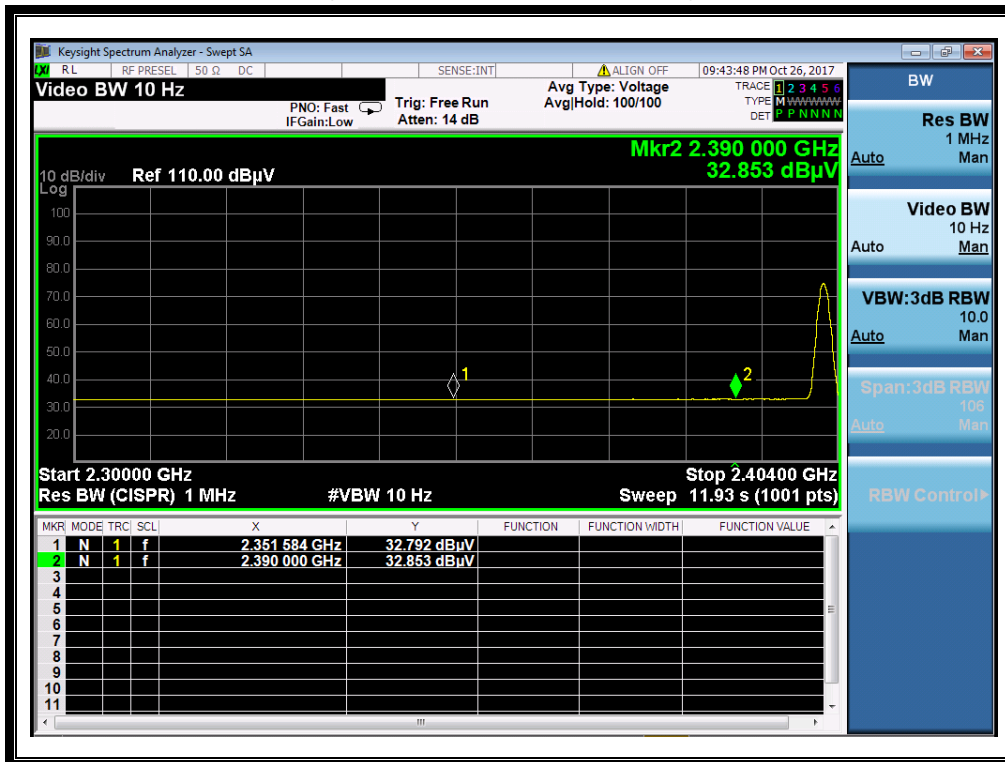 Keysight Spectrum Analyzer - Swept SA
LXI RL RF PRESEL 50 Ω DC SENSE:INT ALIGN OFF 09:43:48 PM Oct 26, 2017
Video BW 10 Hz
PNO: Fast
IFGain:Low
Trig: Free Run
Atten: 14 dB
Avg Type: Voltage
Avg|Hold: 100/100
TRACE 1 2 3 4 5 6
TYPE M W W W W W
DET P P N N N N
Mkr2 2.390 000 GHz
32.853 dBµV
10 dB/div Ref 110.00 dBµV
Log
100
90.0
80.0
70.0
60.0
50.0
40.0
30.0
20.0
1
2
Start 2.30000 GHz Stop 2.40400 GHz
Res BW (CISPR) 1 MHz #VBW 10 Hz Sweep 11.93 s (1001 pts)
MKR MODE TRC SCL X Y FUNCTION FUNCTION WIDTH FUNCTION VALUE
1 N 1 f 2.351 584 GHz 32.792 dBµV
2 N 1 f 2.390 000 GHz 32.853 dBµV
3
4
5
6
7
8
9
10
11
BW
Res BW
1 MHz
Auto Man
Video BW
10 Hz
Auto Man
VBW:3dB RBW
10.0
Auto Man
Span:3dB RBW
106
Auto Man
RBW Control